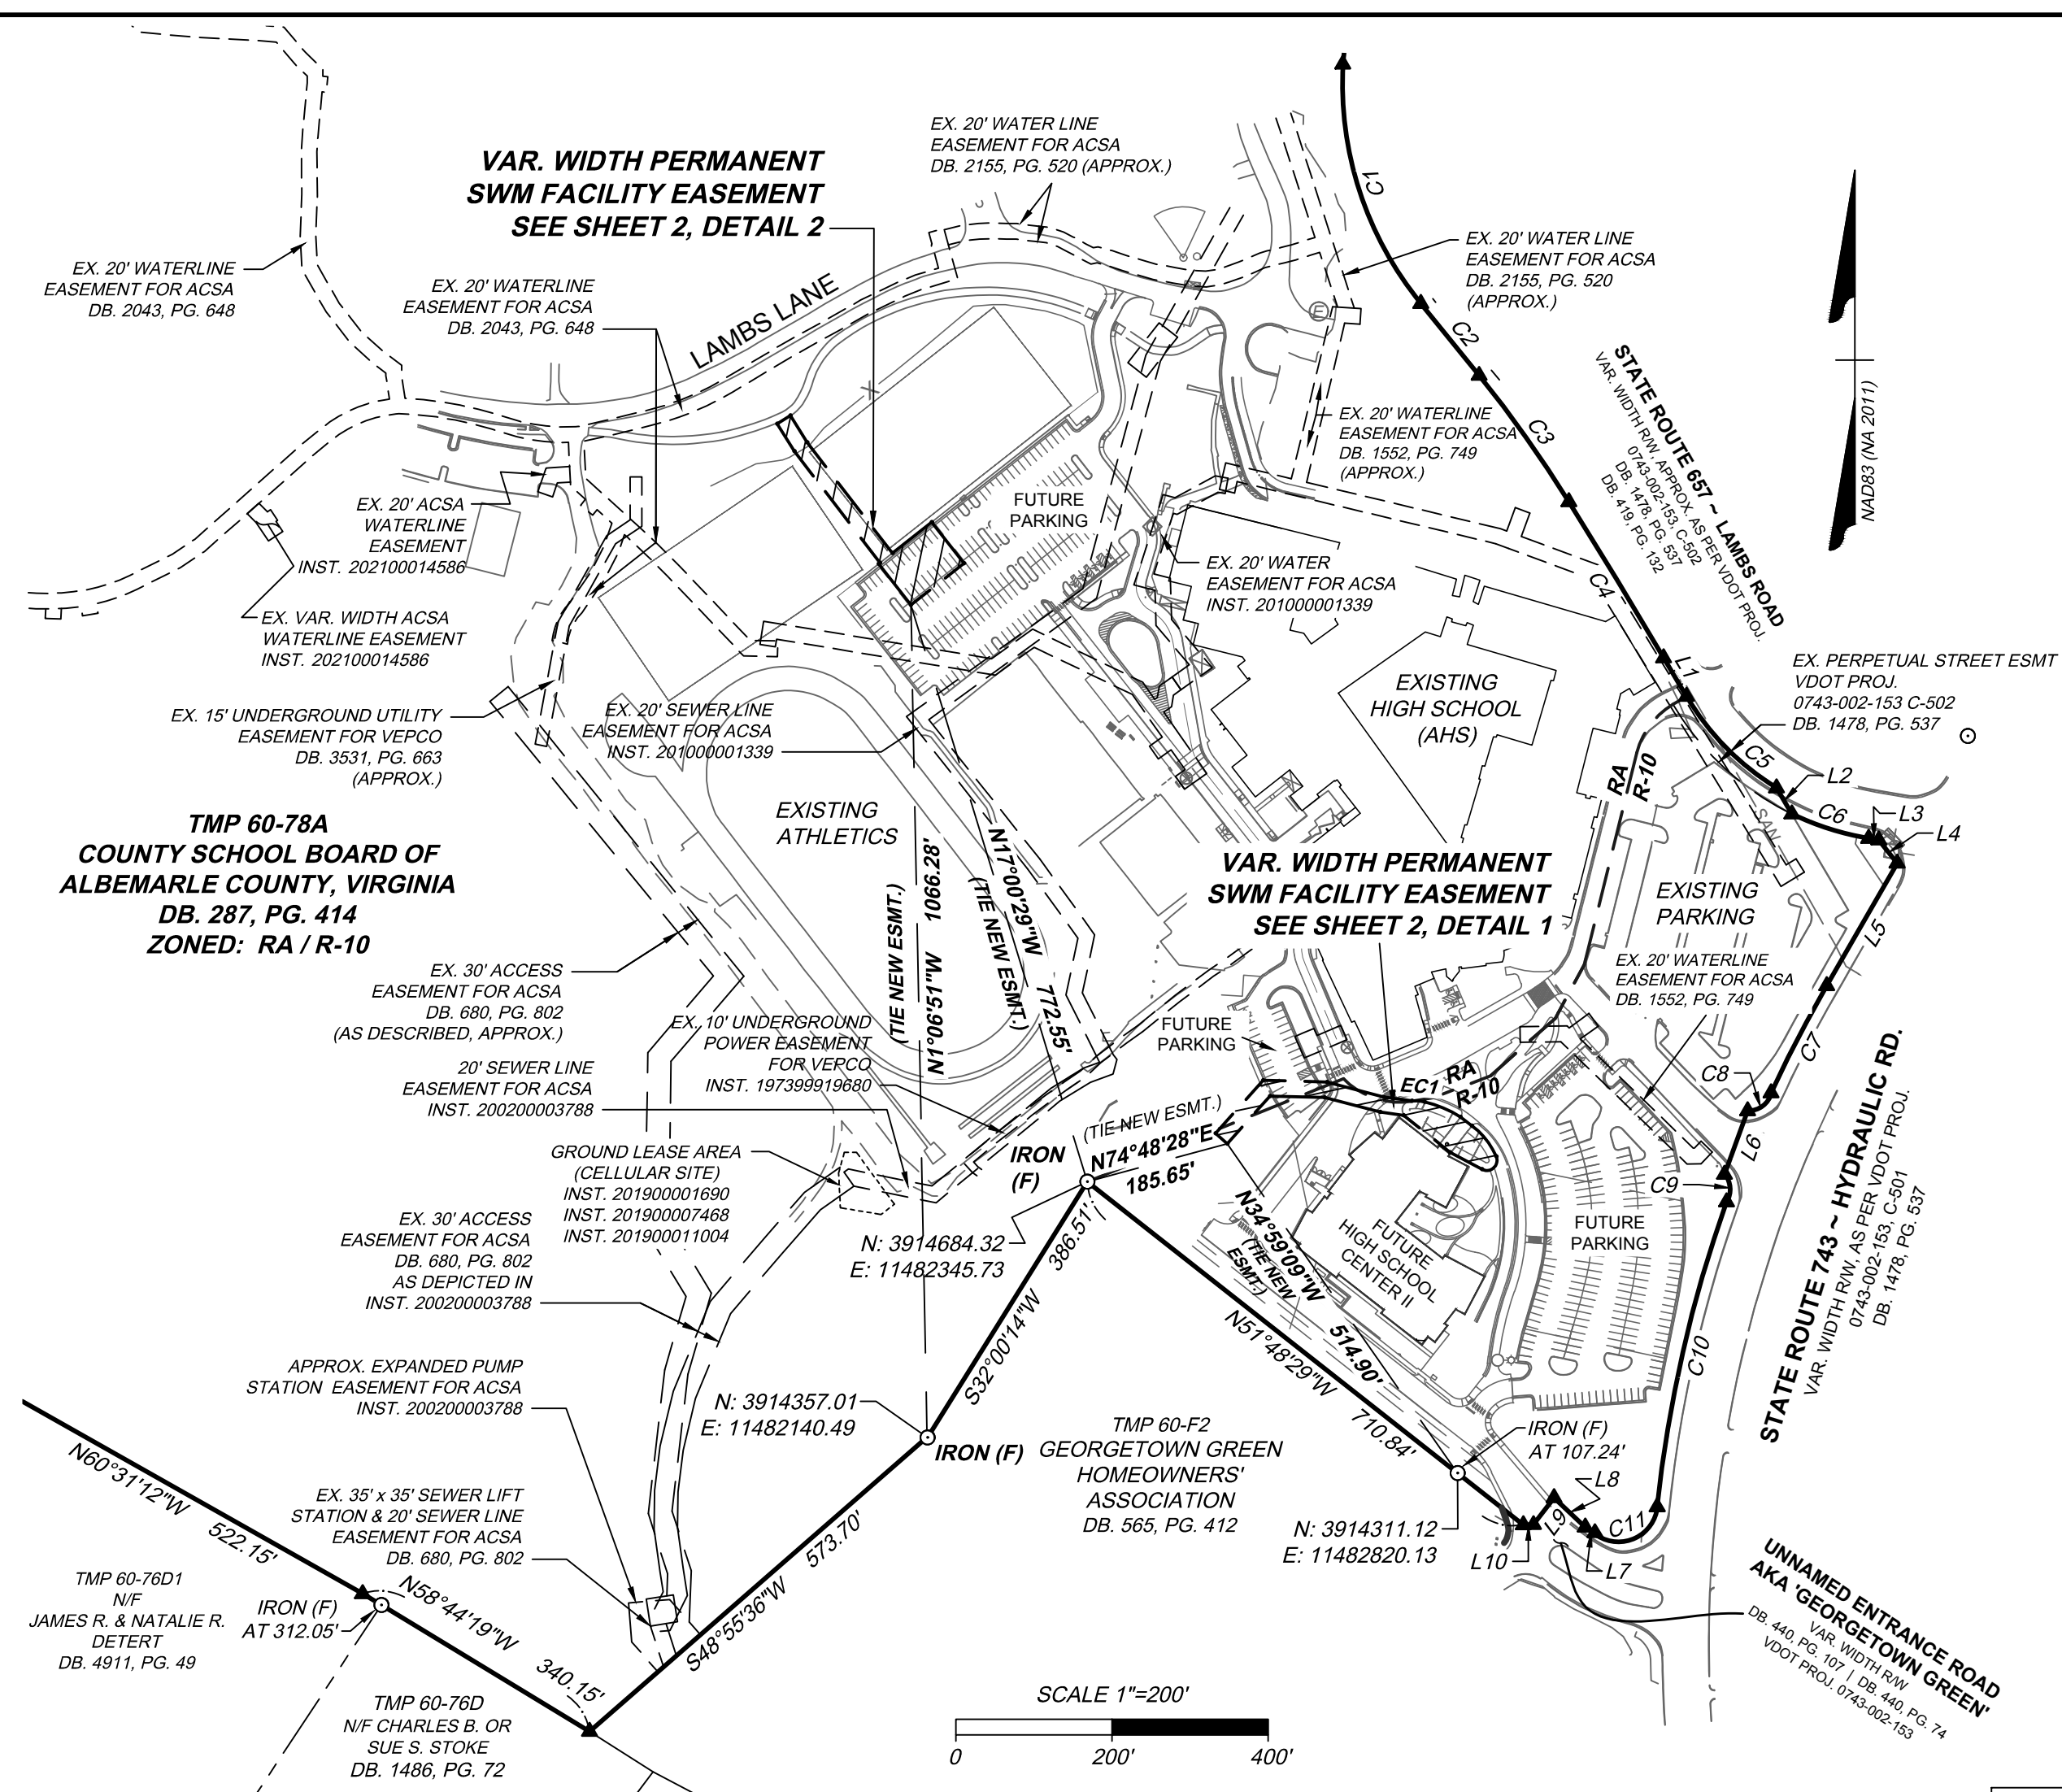 EX. 20' WATER LINE
EASEMENT FOR ACSA
DB. 2155, PG. 520 (APPROX.)
VAR. WIDTH PERMANENT
SWM FACILITY EASEMENT
SEE SHEET 2, DETAIL 2
C1
EX. 20' WATER LINE
EASEMENT FOR ACSA
DB. 2155, PG. 520
(APPROX.)
EX. 20' WATERLINE
EASEMENT FOR ACSA
DB. 2043, PG. 648
EX. 20' WATERLINE
EASEMENT FOR ACSA
DB. 2043, PG. 648
LAMBS LANE
E
C2
NAD83 (NA 2011)
STATE ROUTE 657 ~ LAMBS ROAD
VAR. WIDTH R/W, APPROX. AS PER VDOT PROJ.
0743-002-153, C-502
DB. 1478, PG. 537
DB. 419, PG. 132
EX. 20' WATERLINE
EASEMENT FOR ACSA
DB. 1552, PG. 749
(APPROX.)
C3
FUTURE
PARKING
EX. 20' ACSA
WATERLINE
EASEMENT
INST. 202100014586
EX. 20' WATER
EASEMENT FOR ACSA
INST. 201000001339
C4
EX. VAR. WIDTH ACSA
WATERLINE EASEMENT
INST. 202100014586
L1
EX. PERPETUAL STREET ESMT
VDOT PROJ.
0743-002-153 C-502
DB. 1478, PG. 537
EXISTING
HIGH SCHOOL
(AHS)
EX. 15' UNDERGROUND UTILITY
EASEMENT FOR VEPCO
DB. 3531, PG. 663
(APPROX.)
EX. 20' SEWER LINE
EASEMENT FOR ACSA
INST. 201000001339
RA
R-10
C5
L2
C6
L3
L4
SAN
TMP 60-78A
COUNTY SCHOOL BOARD OF
ALBEMARLE COUNTY, VIRGINIA
DB. 287, PG. 414
ZONED: RA / R-10
EXISTING
ATHLETICS
VAR. WIDTH PERMANENT
SWM FACILITY EASEMENT
SEE SHEET 2, DETAIL 1
EXISTING
PARKING
L5
(TIE NEW ESMT.)
N1°06'51"W 1066.28'
N17°00'29"W 772.55'
(TIE NEW ESMT.)
EX. 20' WATERLINE
EASEMENT FOR ACSA
DB. 1552, PG. 749
EX. 30' ACCESS
EASEMENT FOR ACSA
DB. 680, PG. 802
(AS DESCRIBED, APPROX.)
EX. 10' UNDERGROUND
POWER EASEMENT
FOR VEPCO
INST. 197399919680
FUTURE
PARKING
C7
C8
EC1
RA
R-10
20' SEWER LINE
EASEMENT FOR ACSA
INST. 200200003788
(TIE NEW ESMT.)
N74°48'28"E
185.65'
IRON
(F)
L6
C9
GROUND LEASE AREA
(CELLULAR SITE)
INST. 201900001690
INST. 201900007468
INST. 201900011004
STATE ROUTE 743 ~ HYDRAULIC RD.
VAR. WIDTH R/W, AS PER VDOT PROJ.
0743-002-153, C-501
DB. 1478, PG. 537
EX. 30' ACCESS
EASEMENT FOR ACSA
DB. 680, PG. 802
AS DEPICTED IN
INST. 200200003788
N: 3914684.32
E: 11482345.73
N34°59'09"W 514.90'
(TIE NEW
ESMT.)
FUTURE
HIGH SCHOOL
CENTER II
FUTURE
PARKING
S32°00'14"W 386.51'
N51°48'29"W 710.84'
C10
APPROX. EXPANDED PUMP
STATION EASEMENT FOR ACSA
INST. 200200003788
N: 3914357.01
E: 11482140.49
IRON (F)
TMP 60-F2
GEORGETOWN GREEN
HOMEOWNERS'
ASSOCIATION
DB. 565, PG. 412
IRON (F)
AT 107.24'
L8
L9
C11
L7
L10
N: 3914311.12
E: 11482820.13
N60°31'12"W 522.15'
EX. 35' x 35' SEWER LIFT
STATION & 20' SEWER LINE
EASEMENT FOR ACSA
DB. 680, PG. 802
S48°55'36"W 573.70'
TMP 60-76D1
N/F
JAMES R. & NATALIE R.
DETERT
DB. 4911, PG. 49
IRON (F)
AT 312.05'
N58°44'19"W 340.15'
UNNAMED ENTRANCE ROAD
AKA 'GEORGETOWN GREEN'
VAR. WIDTH R/W
DB. 440, PG. 107 | DB. 440, PG. 74
VDOT PROJ. 0743-002-153
TMP 60-76D
N/F CHARLES B. OR
SUE S. STOKE
DB. 1486, PG. 72
SCALE 1"=200'
0 200' 400'